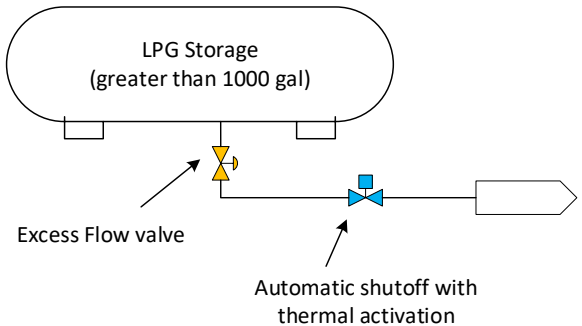 LPG Storage
(greater than 1000 gal)
Excess Flow valve
Automatic shutoff with
thermal activation